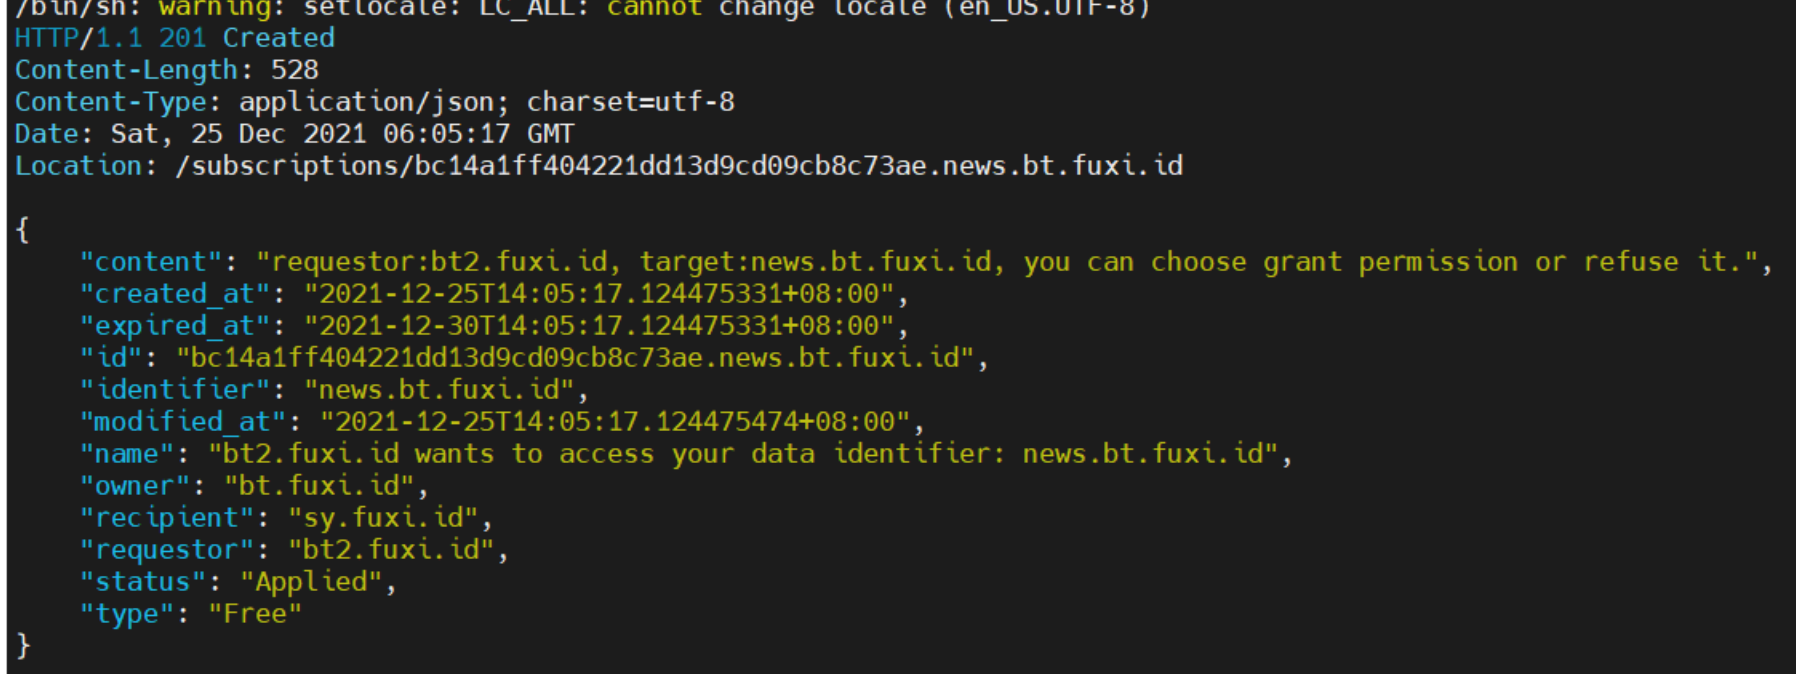 /bin/sh: warning: setlocale: LC_ALL: cannot change locale (en_US.UTF-8)
HTTP/1.1 201 Created
Content-Length: 528
Content-Type: application/json; charset=utf-8
Date: Sat, 25 Dec 2021 06:05:17 GMT
Location: /subscriptions/bc14a1ff404221dd13d9cd09cb8c73ae.news.bt.fuxi.id
{
"content": "requestor:bt2.fuxi.id, target:news.bt.fuxi.id, you can choose grant permission or refuse it.",
"created_at": "2021-12-25T14:05:17.124475331+08:00",
"expired_at": "2021-12-30T14:05:17.124475331+08:00",
"id": "bc14a1ff404221dd13d9cd09cb8c73ae.news.bt.fuxi.id",
"identifier": "news.bt.fuxi.id",
"modified_at": "2021-12-25T14:05:17.124475474+08:00",
"name": "bt2.fuxi.id wants to access your data identifier: news.bt.fuxi.id",
"owner": "bt.fuxi.id",
"recipient": "sy.fuxi.id",
"requestor": "bt2.fuxi.id",
"status": "Applied",
"type": "Free"
}